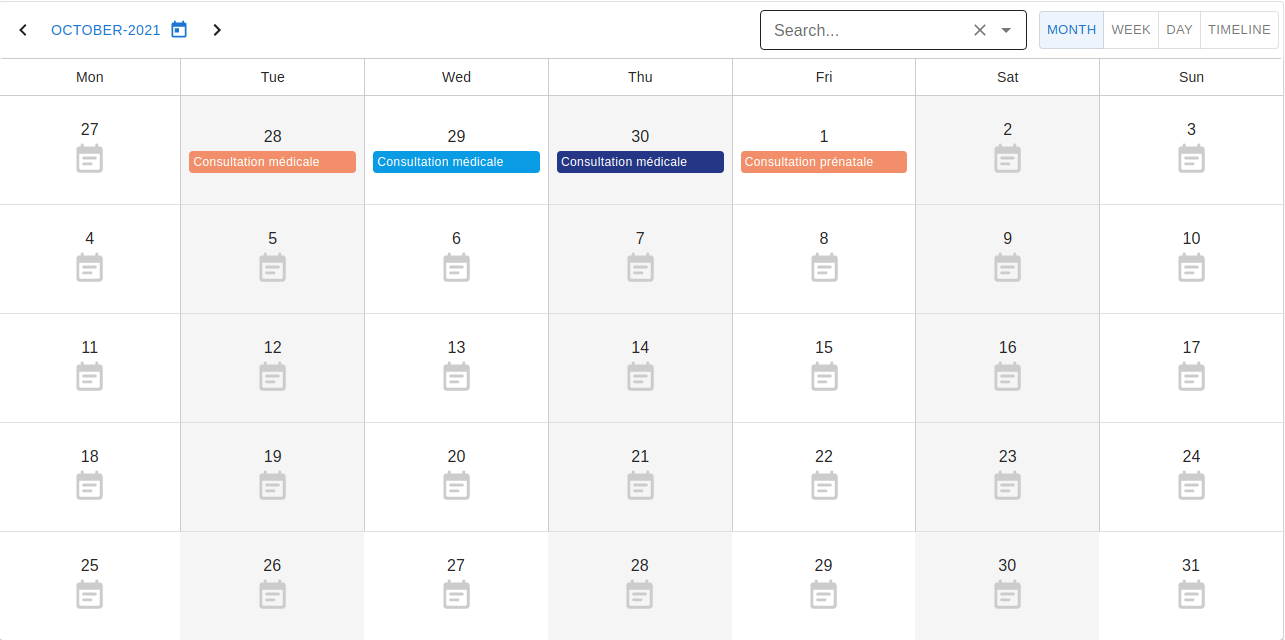 OCTOBER-2021
Search...
MONTH WEEK DAY TIMELINE
Mon Tue Wed Thu Fri Sat Sun
27 28 29 30 1 2 3
Consultation médicale Consultation médicale Consultation médicale Consultation prénatale
4 5 6 7 8 9 10
11 12 13 14 15 16 17
18 19 20 21 22 23 24
25 26 27 28 29 30 31